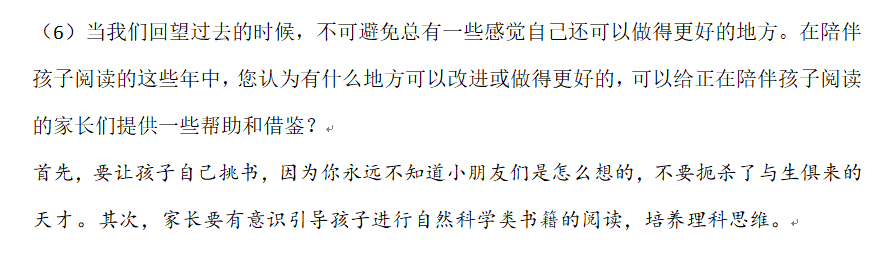 （6）当我们回望过去的时候，不可避免总有一些感觉自己还可以做得更好的地方。在陪伴
孩子阅读的这些年中，您认为有什么地方可以改进或做得更好的，可以给正在陪伴孩子阅读
的家长们提供一些帮助和借鉴？
首先，要让孩子自己挑书，因为你永远不知道小朋友们是怎么想的，不要扼杀了与生俱来的
天才。其次，家长要有意识引导孩子进行自然科学类书籍的阅读，培养理科思维。